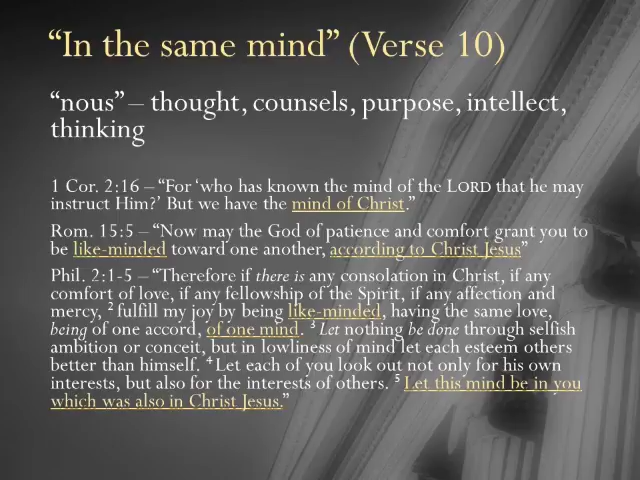 “In the same mind” (Verse 10)
“nous” – thought, counsels, purpose, intellect,
thinking
1 Cor. 2:16 – “For ‘who has known the mind of the LORD that he may
instruct Him?’ But we have the mind of Christ.”
Rom. 15:5 – “Now may the God of patience and comfort grant you to
be like-minded toward one another, according to Christ Jesus”
Phil. 2:1-5 – “Therefore if there is any consolation in Christ, if any
comfort of love, if any fellowship of the Spirit, if any affection and
mercy, ² fulfill my joy by being like-minded, having the same love,
being of one accord, of one mind. ³ Let nothing be done through selfish
ambition or conceit, but in lowliness of mind let each esteem others
better than himself. ⁴ Let each of you look out not only for his own
interests, but also for the interests of others. ⁵ Let this mind be in you
which was also in Christ Jesus.”